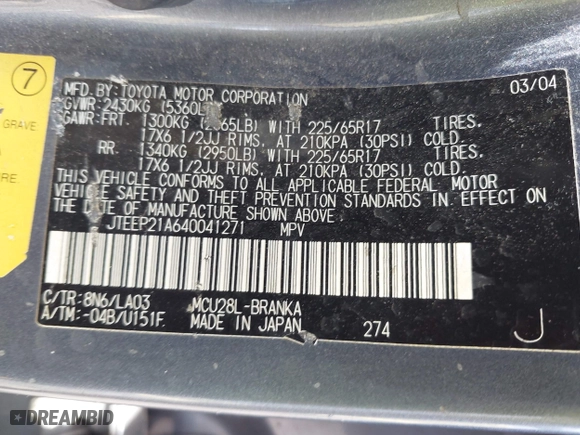 7
GRAVE.
RE.
MFD. BY: TOYOTA MOTOR CORPORATION 03/04
GVWR: 2430KG (5360L
GAWR: FRT. 1300KG ( 865LB) WITH 225/65R17 TIRES.
17X6 1/2JJ RIMS, AT 210KPA (30PSI) COLD.
RR. 1340KG (2950LB) WITH 225/65R17 TIRES.
17X6 1/2JJ RIMS, AT 210KPA (30PSI) COLD.
THIS VEHICLE CONFORMS TO ALL APPLICABLE FEDERAL MOTOR
VEHICLE SAFETY AND THEFT PREVENTION STANDARDS IN EFFECT ON
THE DATE OF MANUFACTURE SHOWN ABOVE.
JTEEP21A640041271 MPV
C/TR: 8N6/LA03 MCU28L-BRANKA
A/TM: -04B/U151F MADE IN JAPAN 274 J
DREAMBID